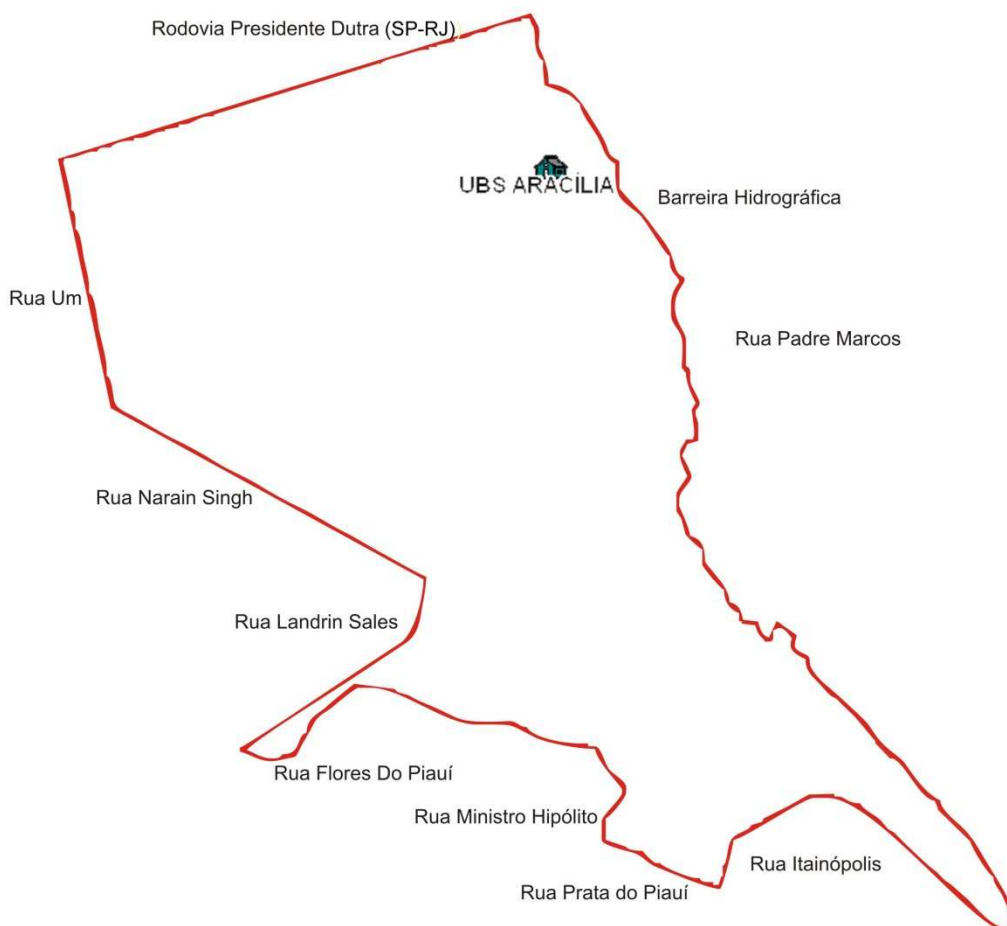 Rodovia Presidente Dutra (SP-RJ)
UBS ARACÍLIA
Barreira Hidrográfica
Rua Um
Rua Padre Marcos
Rua Narain Singh
Rua Landrin Sales
Rua Flores Do Piauí
Rua Ministro Hipólito
Rua Itainópolis
Rua Prata do Piauí